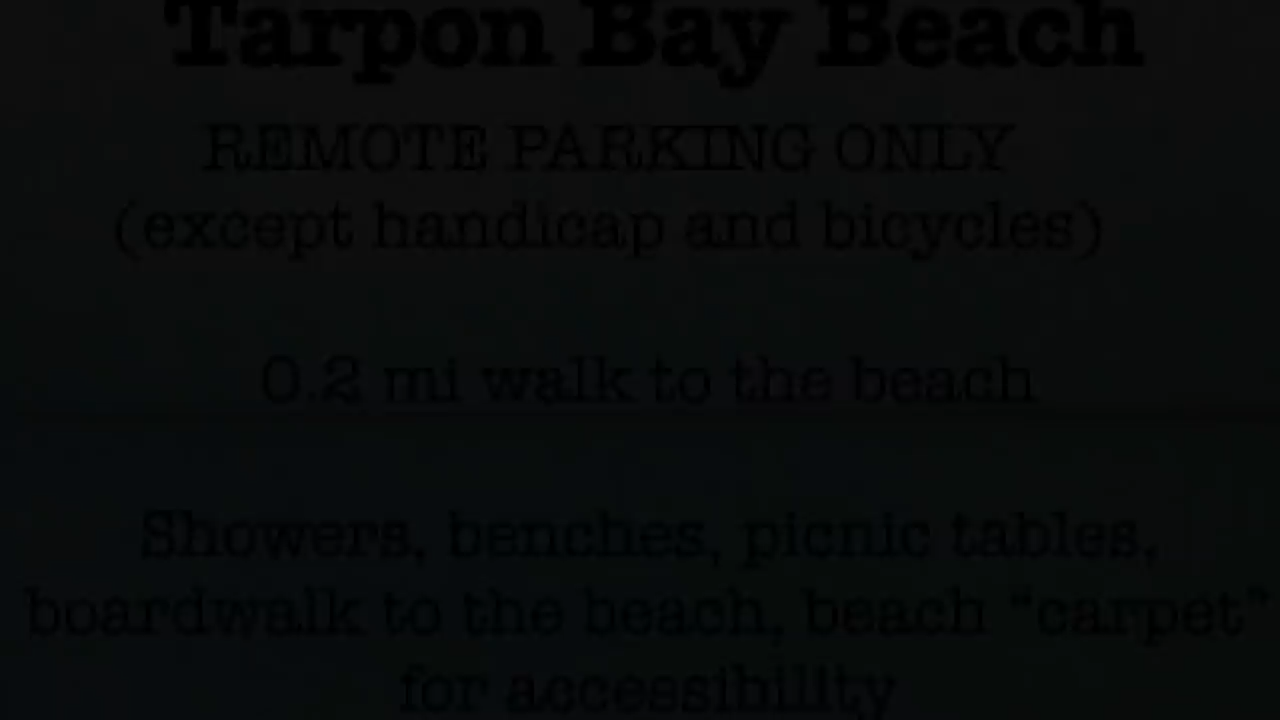 Tarpon Bay Beach
REMOTE PARKING ONLY
(except handicap and bicycles)
0.2 mi walk to the beach
Showers, benches, picnic tables,
boardwalk to the beach, beach “carpet”
for accessibility